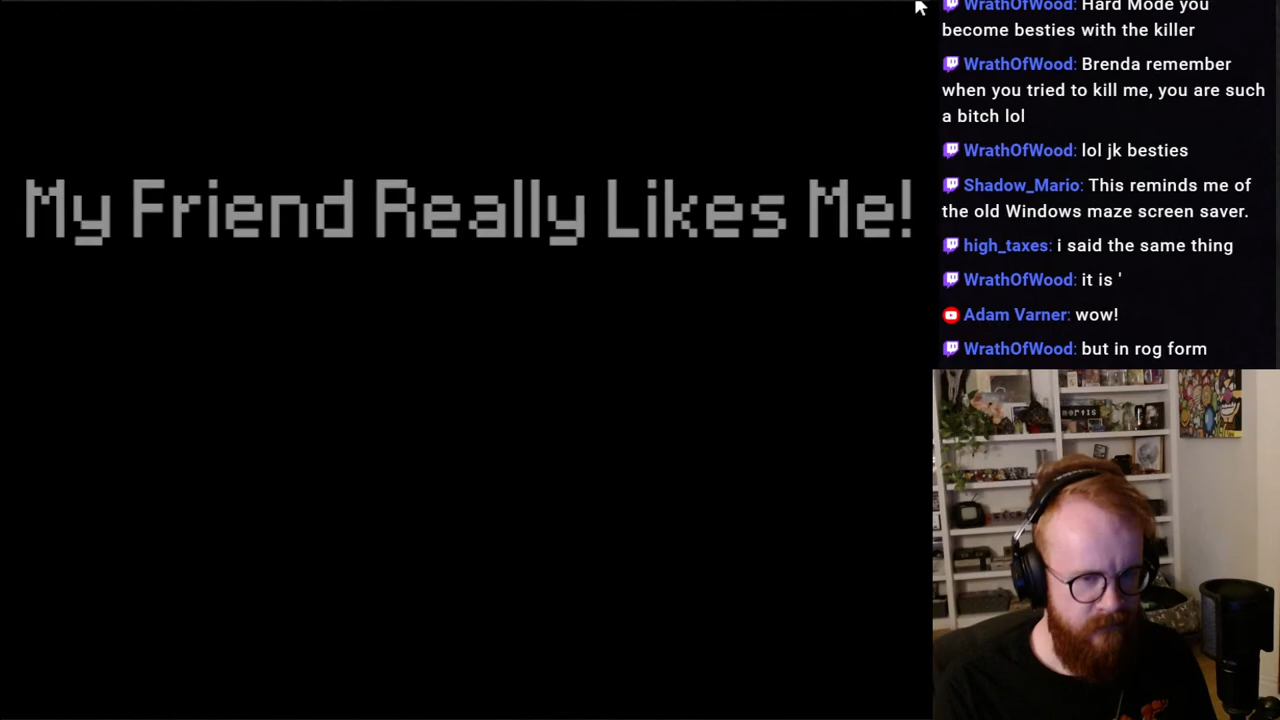 My Friend Really Likes Me!
WrathOfWood: Hard Mode you
become besties with the killer
WrathOfWood: Brenda remember
when you tried to kill me, you are such
a bitch lol
WrathOfWood: lol jk besties
Shadow_Mario: This reminds me of
the old Windows maze screen saver.
high_taxes: i said the same thing
WrathOfWood: it is '
Adam Varner: wow!
WrathOfWood: but in rog form
mortis